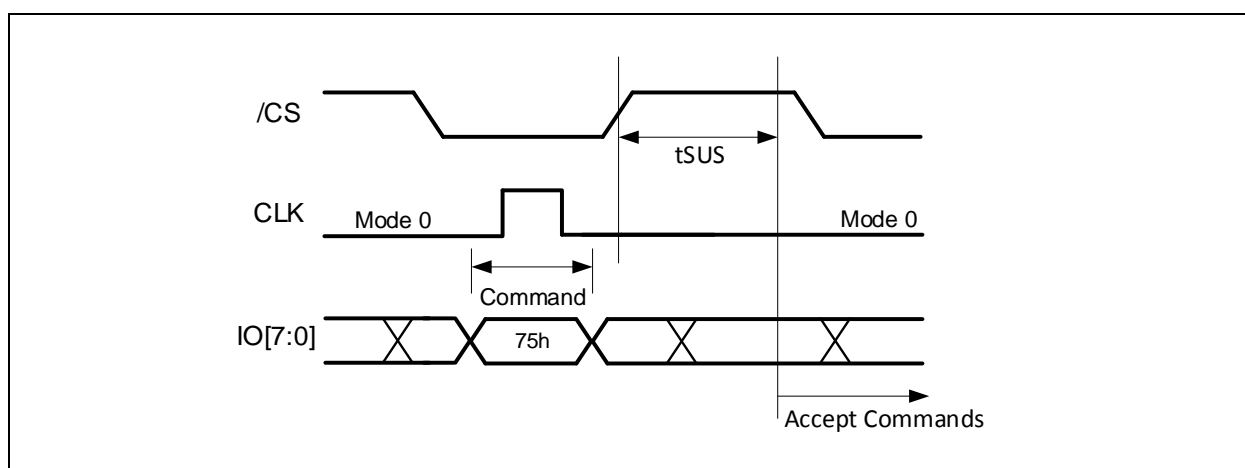 /CS
tSUS
CLK
Mode 0
Mode 0
Command
IO[7:0]
75h
Accept Commands